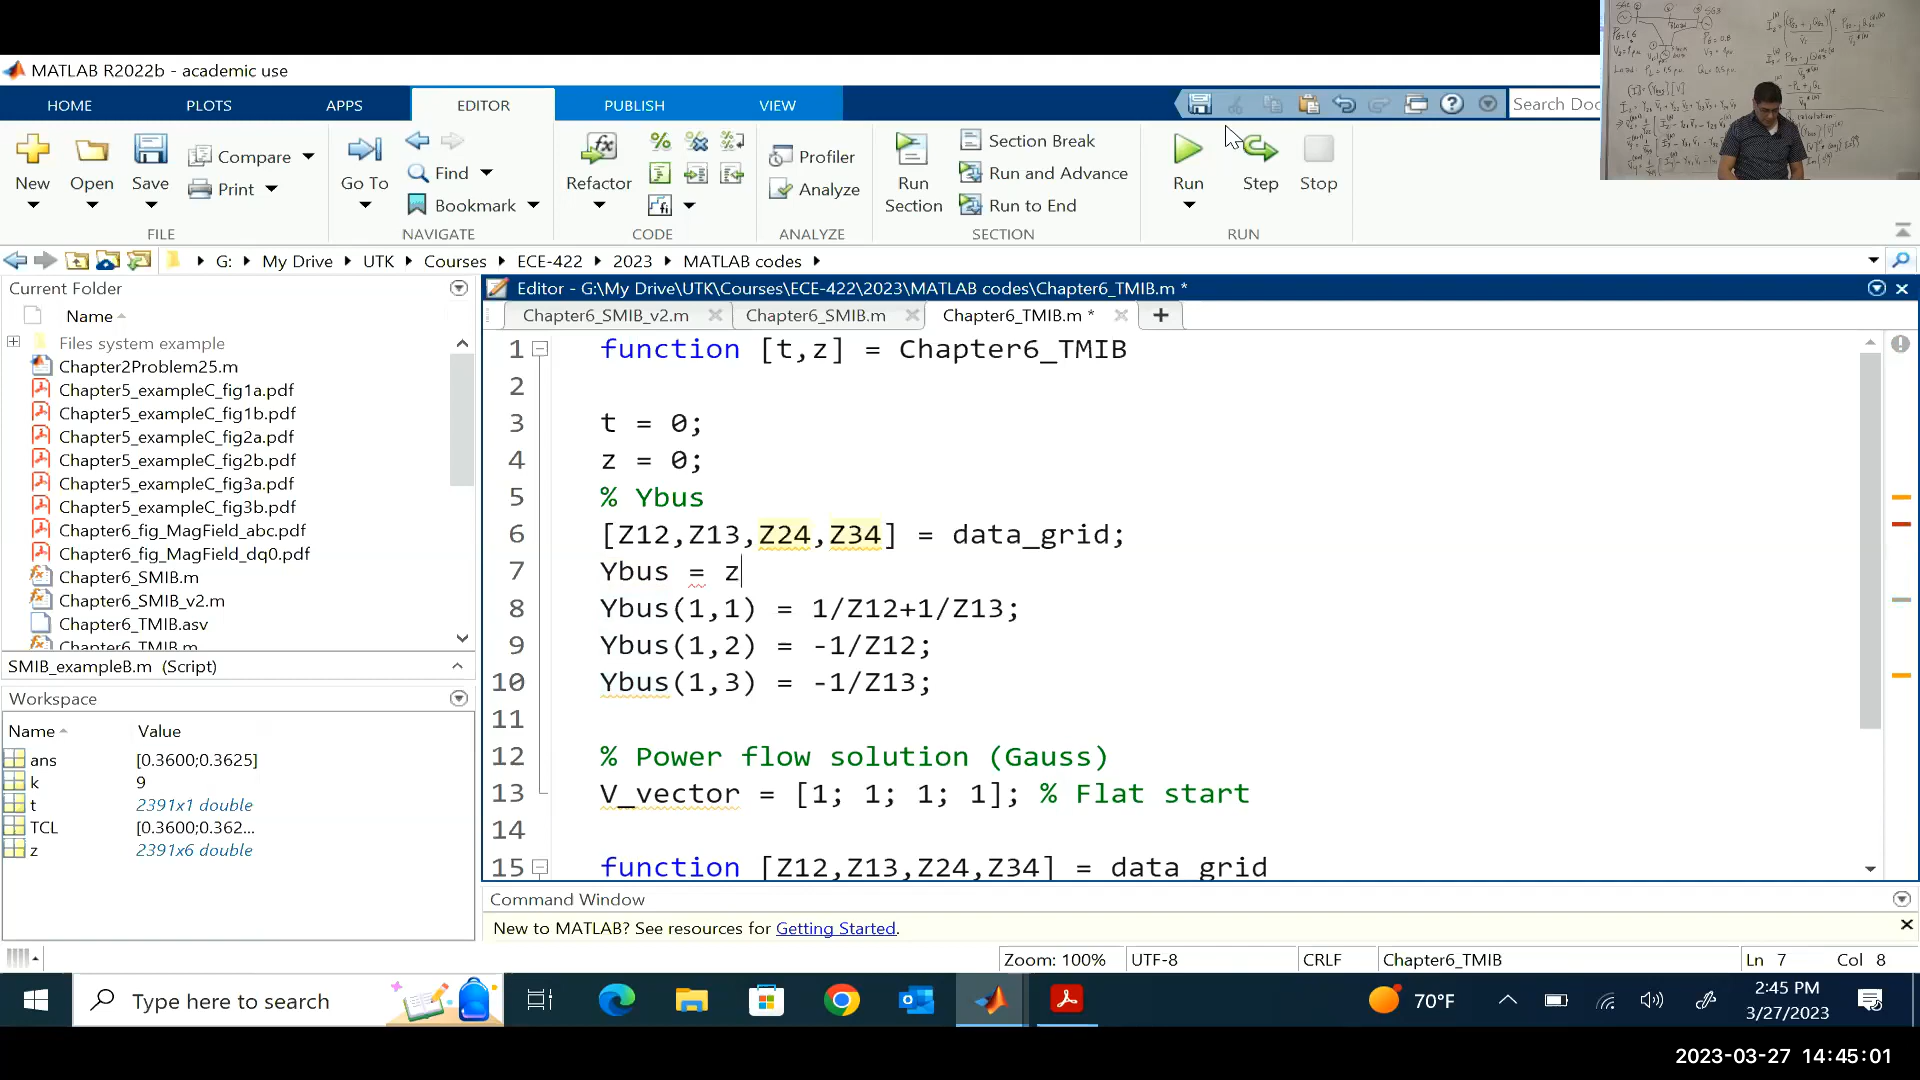 MATLAB R2022b - academic use
HOME PLOTS APPS EDITOR PUBLISH VIEW
Search Doc
New Open Save Compare Print
Go To Find Bookmark
Refactor
Profiler Analyze
Run Section
Section Break
Run and Advance
Run to End
Run Step Stop
FILE NAVIGATE CODE ANALYZE SECTION RUN
G: My Drive UTK Courses ECE-422 2023 MATLAB codes
Current Folder
Name
Files system example
Chapter2Problem25.m
Chapter5_exampleC_fig1a.pdf
Chapter5_exampleC_fig1b.pdf
Chapter5_exampleC_fig2a.pdf
Chapter5_exampleC_fig2b.pdf
Chapter5_exampleC_fig3a.pdf
Chapter5_exampleC_fig3b.pdf
Chapter6_fig_MagField_abc.pdf
Chapter6_fig_MagField_dq0.pdf
Chapter6_SMIB.m
Chapter6_SMIB_v2.m
Chapter6_TMIB.asv
Chapter6_TMIB.m
SMIB_exampleB.m (Script)
Workspace
Name Value
ans [0.3600;0.3625]
k 9
t 2391x1 double
TCL [0.3600;0.362...
z 2391x6 double
Editor - G:\My Drive\UTK\Courses\ECE-422\2023\MATLAB codes\Chapter6_TMIB.m *
Chapter6_SMIB_v2.m Chapter6_SMIB.m Chapter6_TMIB.m *
1 function [t,z] = Chapter6_TMIB
2
3 t = 0;
4 z = 0;
5 % Ybus
6 [Z12,Z13,Z24,Z34] = data_grid;
7 Ybus = z
8 Ybus(1,1) = 1/Z12+1/Z13;
9 Ybus(1,2) = -1/Z12;
10 Ybus(1,3) = -1/Z13;
11
12 % Power flow solution (Gauss)
13 V_vector = [1; 1; 1; 1]; % Flat start
14
15 function [Z12,Z13,Z24,Z34] = data grid
Command Window
New to MATLAB? See resources for Getting Started.
Zoom: 100% UTF-8 CRLF Chapter6_TMIB Ln 7 Col 8
Type here to search
70°F
2:45 PM
3/27/2023
2023-03-27 14:45:01